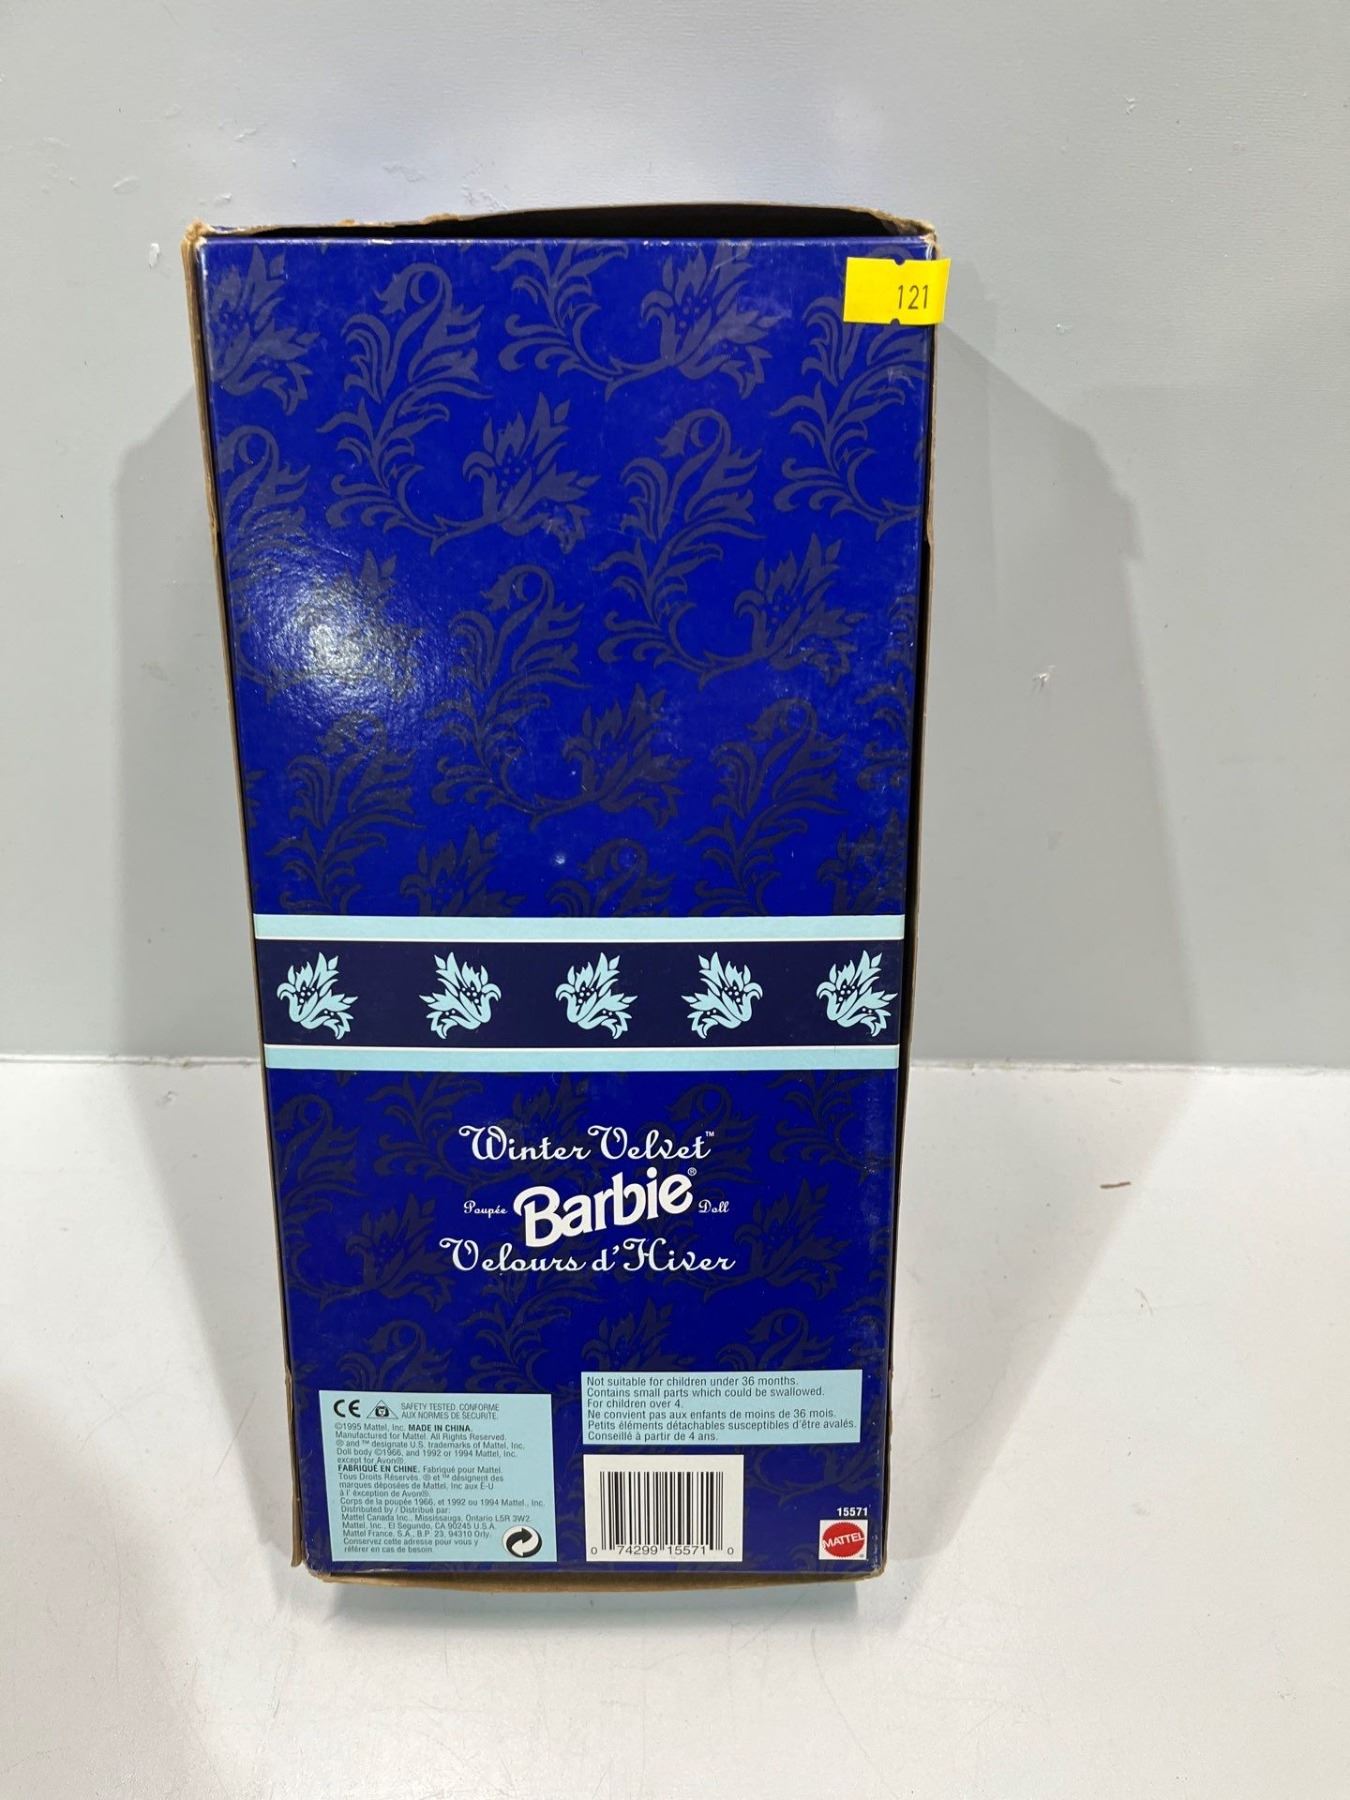 121
Winter Velvet™
Poupée Barbie® Doll
Velours d'Hiver
Not suitable for children under 36 months.
Contains small parts which could be swallowed.
For children over 4.
Ne convient pas aux enfants de moins de 36 mois.
Petits éléments détachables susceptibles d'être avalés.
Conseillé à partir de 4 ans.
CE SAFETY TESTED. CONFORME
AUX NORMES DE SECURITE.
©1995 Mattel, Inc. MADE IN CHINA.
Manufactured for Mattel. All Rights Reserved.
® and ™ designate U.S. trademarks of Mattel, Inc.
Doll body ©1966, and 1992 or 1994 Mattel, Inc.
except for Avon®.
FABRIQUÉ EN CHINE. Fabriqué pour Mattel
Tous Droits Réservés. ® et ™ désignent des
marques déposées de Mattel, Inc aux E-U
à l' exception de Avon®.
Corps de la poupée 1966, et 1992 ou 1994 Mattel., Inc.
Distributed by / Distribué par:
Mattel Canada Inc., Mississauga, Ontario L5R 3W2.
Mattel, Inc., El Segundo, CA 90245 U.S.A.
Mattel France, S.A., B.P. 23, 94310 Orly.
Conservez cette adresse pour vous y
référer en cas de besoin.
0 74299 15571 0
15571
MATTEL